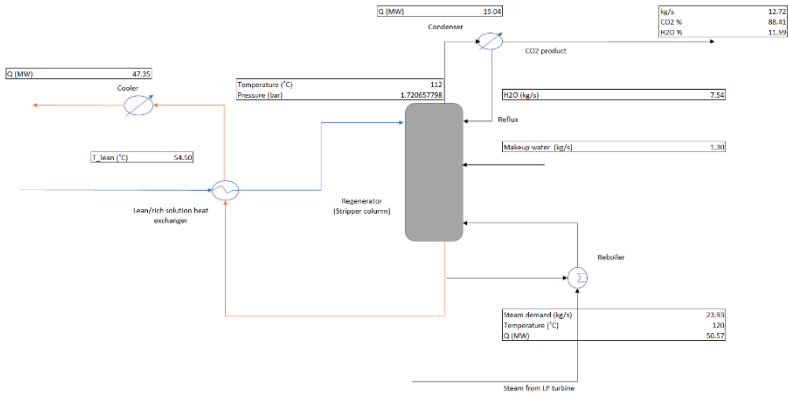 Q (MW) 19.04
kg/s 12.72
CO2 % 88.41
H2O % 11.59
Condenser
CO2 product
Q (MW) 47.35
Cooler
Temperature (°C) 112
Pressure (bar) 1.720657798
H2O (kg/s) 7.54
Reflux
Makeup water (kg/s) 1.30
T_lean (°C) 54.50
Lean/rich solution heat
exchanger
Regenerator
(Stripper column)
Reboiler
Steam demand (kg/s) 23.93
Temperature (°C) 120
Q (MW) 50.57
Steam from LP turbine